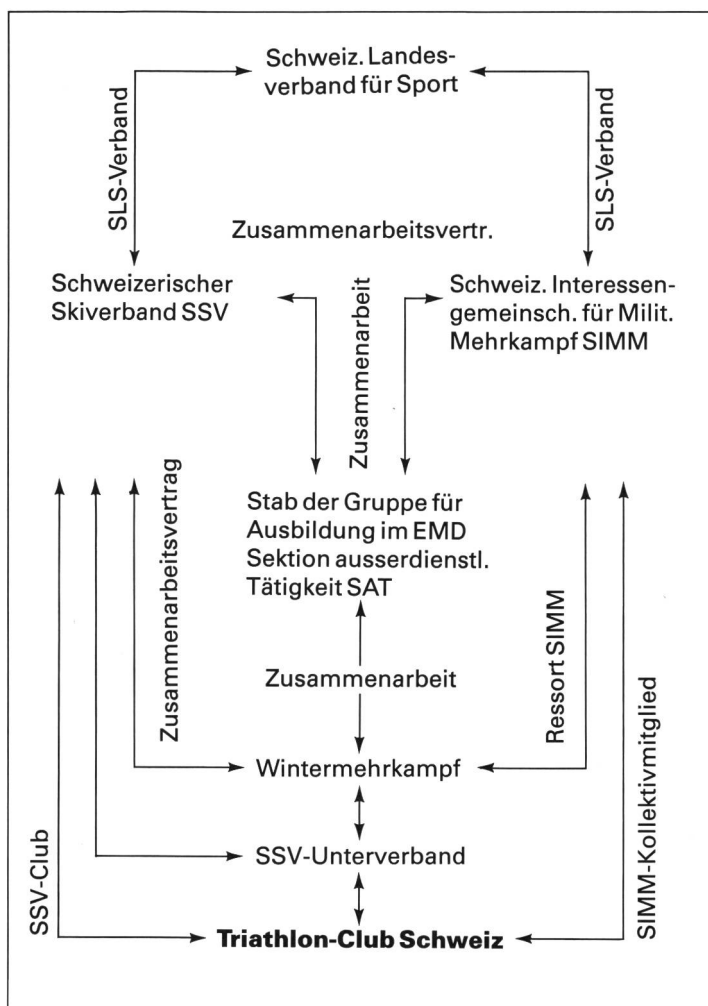 Schweiz. Landes-
verband für Sport
SLS-Verband
SLS-Verband
Zusammenarbeitsvertr.
Schweizerischer
Skiverband SSV
Zusammenarbeit
Schweiz. Interessen-
gemeinsch. für Milit.
Mehrkampf SIMM
Stab der Gruppe für
Ausbildung im EMD
Sektion ausserdienstl.
Tätigkeit SAT
Zusammenarbeitsvertrag
Zusammenarbeit
Ressort SIMM
Wintermehrkampf
SSV-Unterverband
SSV-Club
SIMM-Kollektivmitglied
Triathlon-Club Schweiz